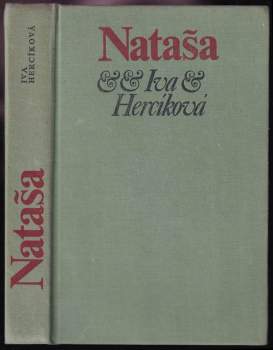 Nataša
&& Iva &
Hercíková
IVA
HERCÍKOVÁ
Nataša